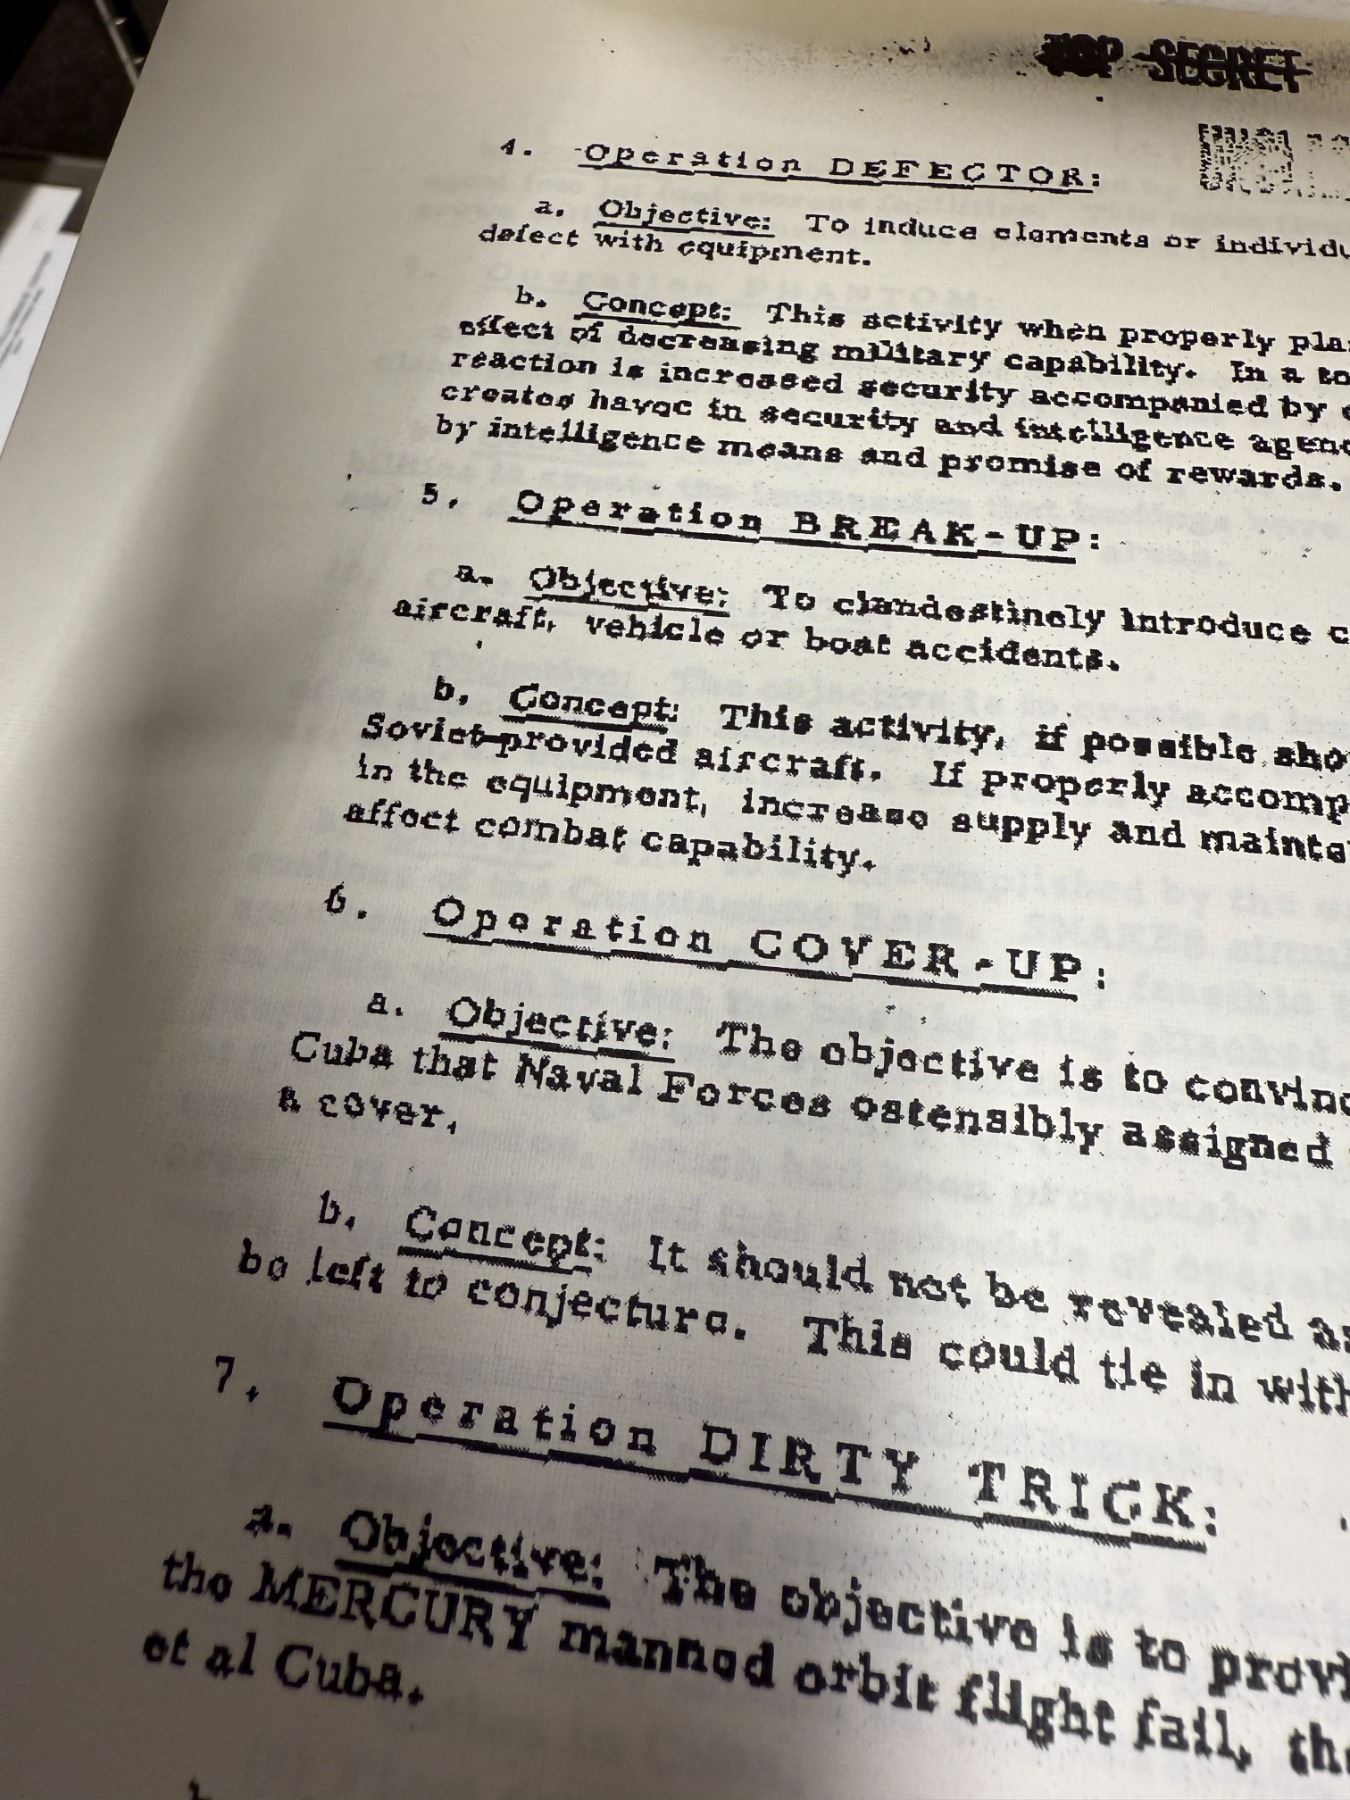 TOP SECRET
4. Operation DEFECTOR:
a. Objective: To induce elements or individu
defect with equipment.
b. Concept: This activity when properly pla
effect of decreasing military capability. In a to
reaction is increased security accompanied by
creates havoc in security and intelligence agenc
by intelligence means and promise of rewards.
5. Operation BREAK-UP:
a. Objective: To clandestinely introduce c
aircraft, vehicle or boat accidents.
b. Concept: This activity, if possible sho
Soviet-provided aircraft. If properly accomp
in the equipment, increase supply and mainte
affect combat capability.
6. Operation COVER-UP:
a. Objective: The objective is to convinc
Cuba that Naval Forces ostensibly assigned
a cover.
b. Concept: It should not be revealed as
be left to conjecture. This could tie in with
7. Operation DIRTY TRICK:
a. Objective: The objective is to provi
the MERCURY manned orbit flight fail, the
et al Cuba.